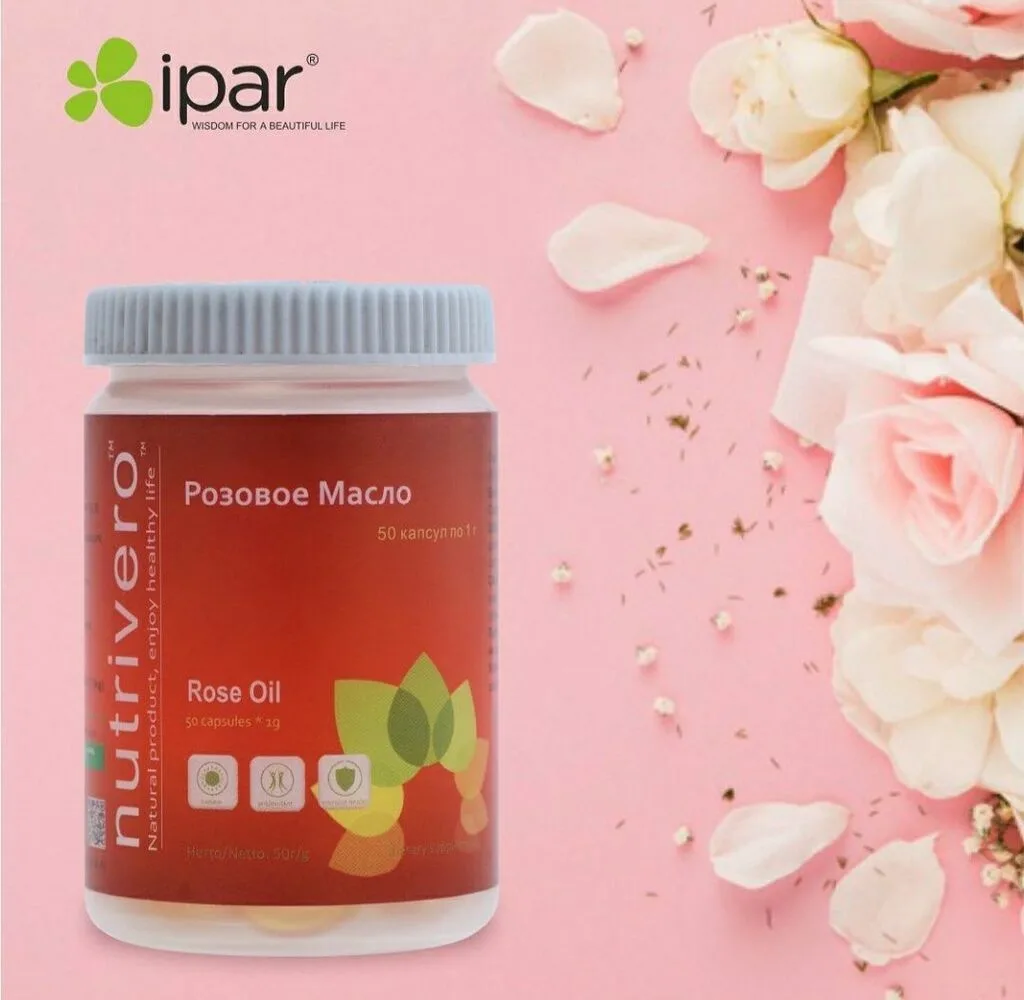 ipar®
WISDOM FOR A BEAUTIFUL LIFE
nutrivero™
Natural product, enjoy healthy life™
Розовое Масло
50 капсул по 1 г
Rose Oil
50 capsules * 1g
Нетто/Netto: 50г/g